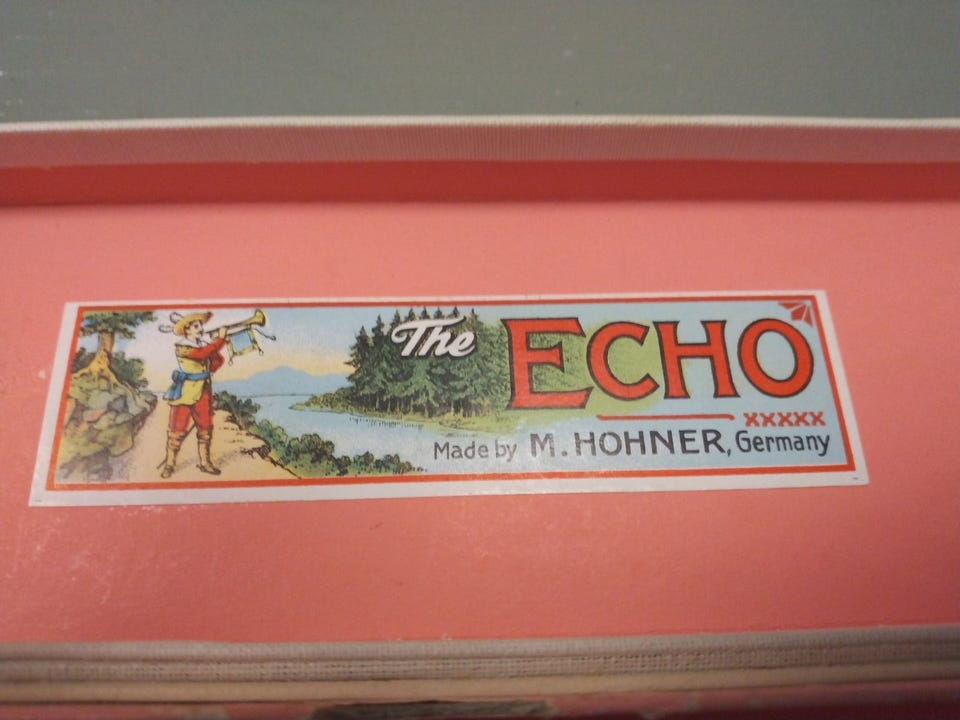 The ECHO
xxxxx
Made by M. HOHNER, Germany